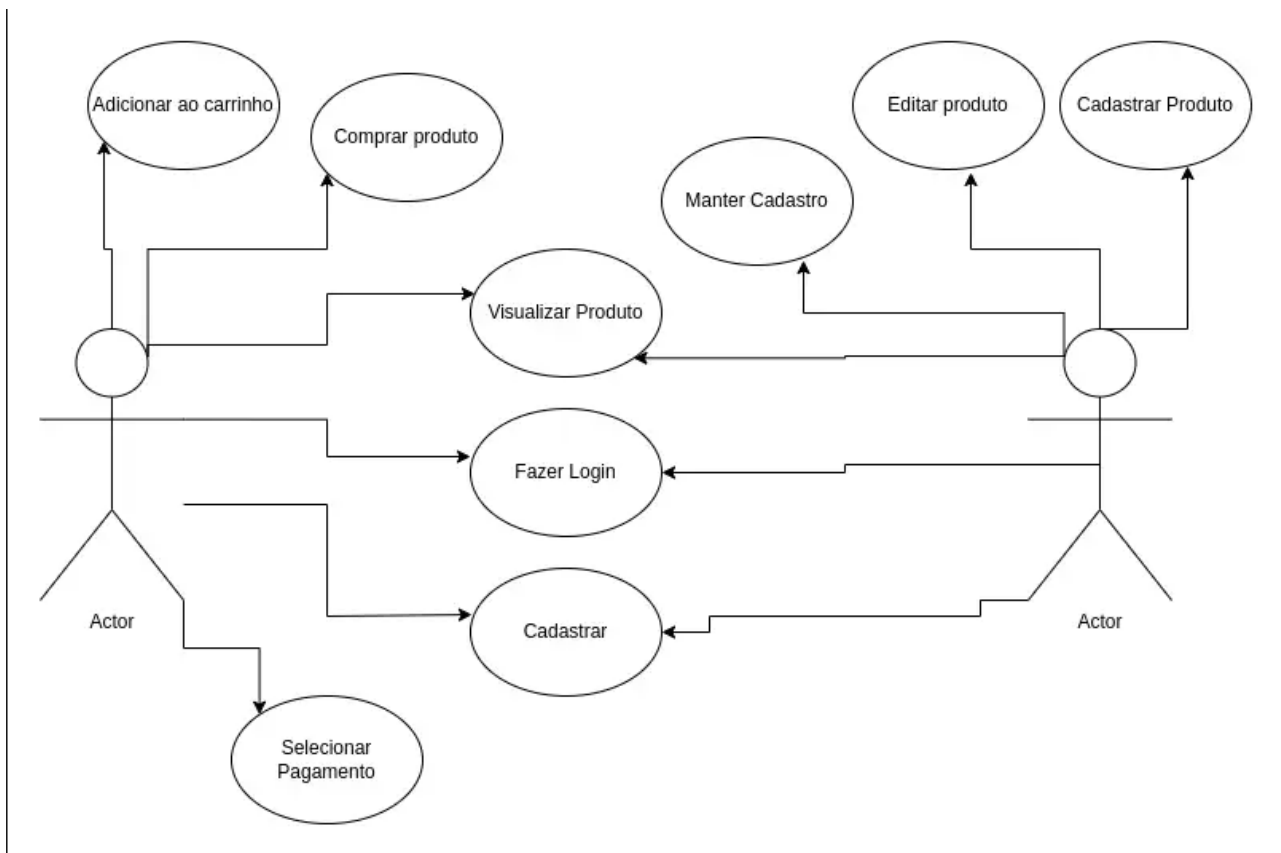 Adicionar ao carrinho
Comprar produto
Editar produto
Cadastrar Produto
Manter Cadastro
Visualizar Produto
Fazer Login
Cadastrar
Actor
Actor
Selecionar
Pagamento